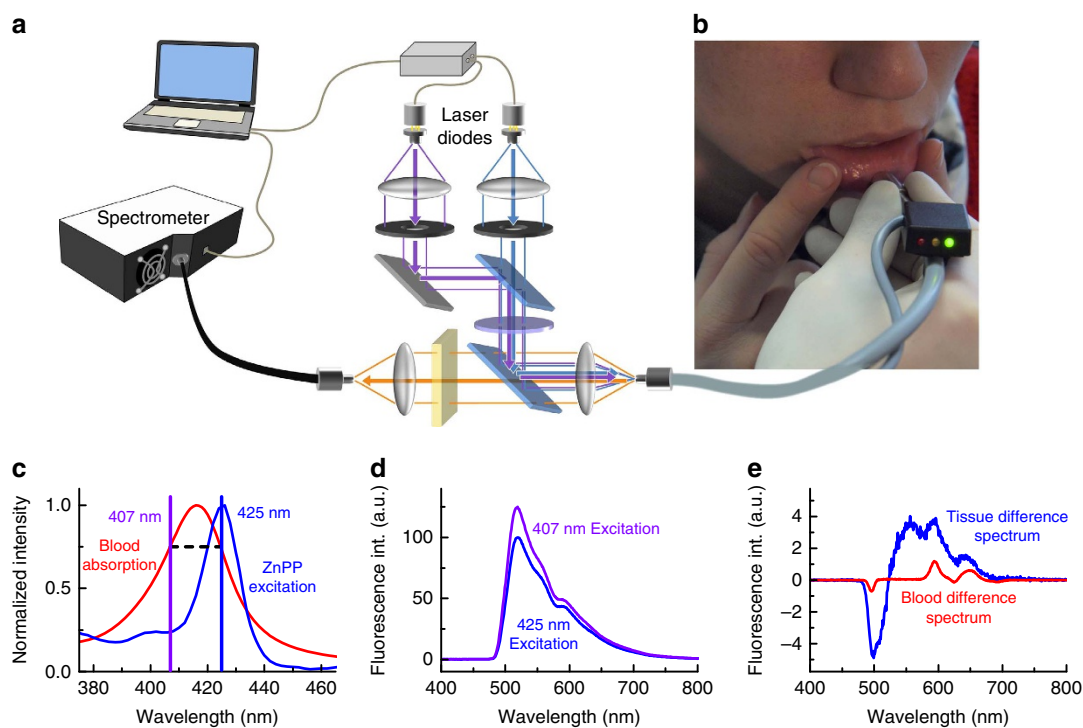 a
b
Laser
diodes
Spectrometer
c
Normalized intensity
1.0
0.5
0.0
407 nm
425 nm
Blood
absorption
ZnPP
excitation
380
400
420
440
460
Wavelength (nm)
d
Fluorescence int. (a.u.)
100
50
0
407 nm Excitation
425 nm
Excitation
400
500
600
700
800
Wavelength (nm)
e
Fluorescence int. (a.u.)
4
2
0
−2
−4
Tissue difference
spectrum
Blood difference
spectrum
400
500
600
700
800
Wavelength (nm)